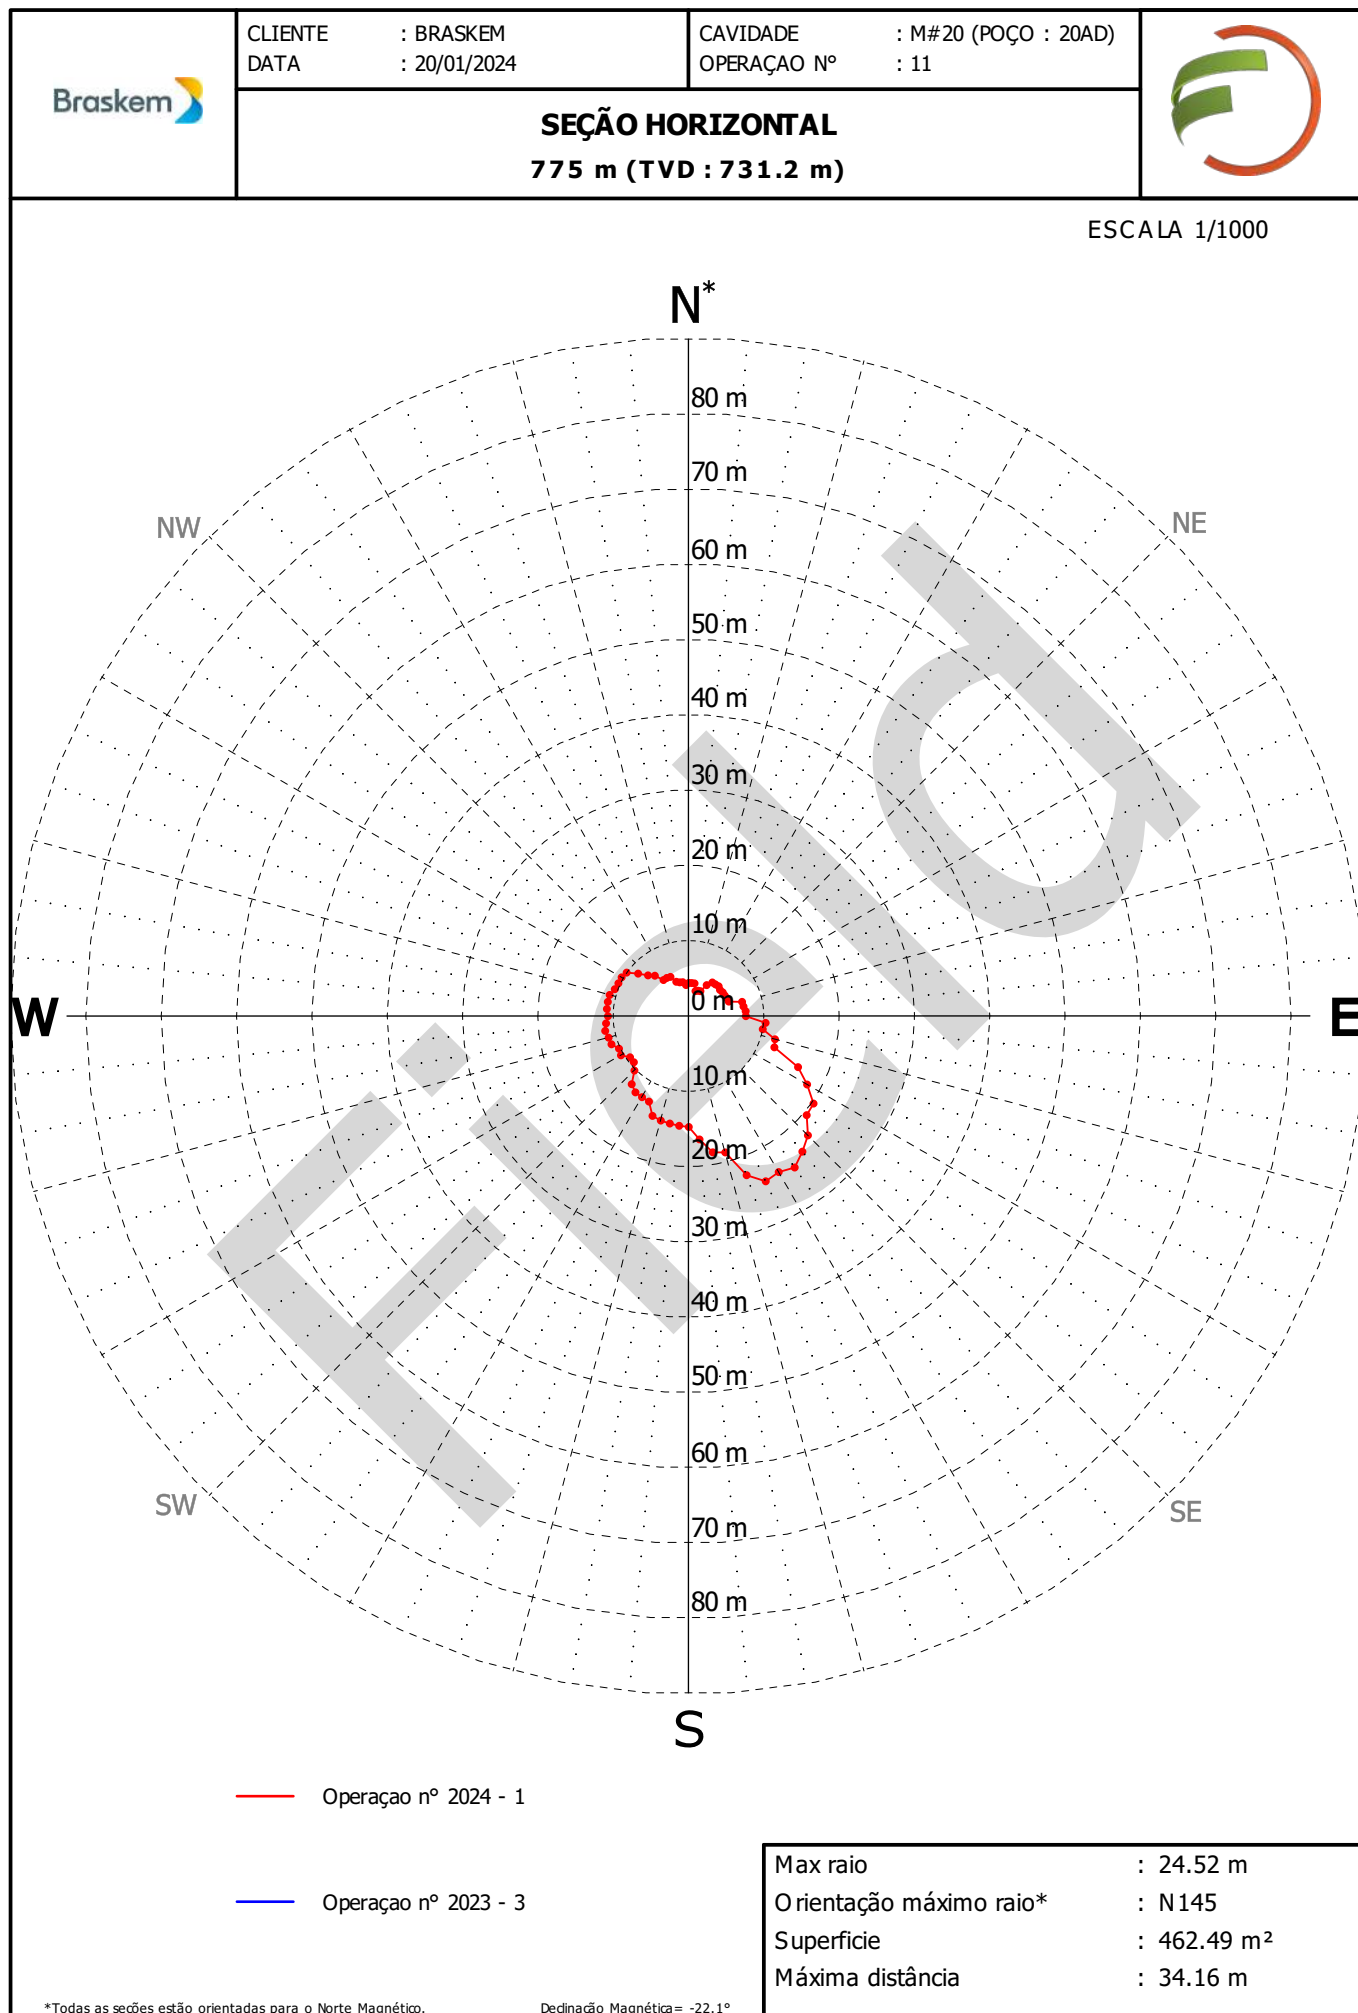 Braskem
CLIENTE : BRASKEM
DATA : 20/01/2024
CAVIDADE : M#20 (POÇO : 20AD)
OPERAÇAO N° : 11
SEÇÃO HORIZONTAL
775 m (TVD : 731.2 m)
ESCALA 1/1000
N*
80 m
70 m
NW
NE
60 m
50 m
40 m
30 m
20 m
10 m
0 m
W
E
10 m
20 m
30 m
40 m
50 m
60 m
SW
SE
70 m
80 m
S
Field
Operaçao n° 2024 - 1
Operaçao n° 2023 - 3
Max raio : 24.52 m
Orientação máximo raio* : N145
Superficie : 462.49 m²
Máxima distância : 34.16 m
*Todas as seções estão orientadas para o Norte Magnético. Declinação Magnética= -22.1°